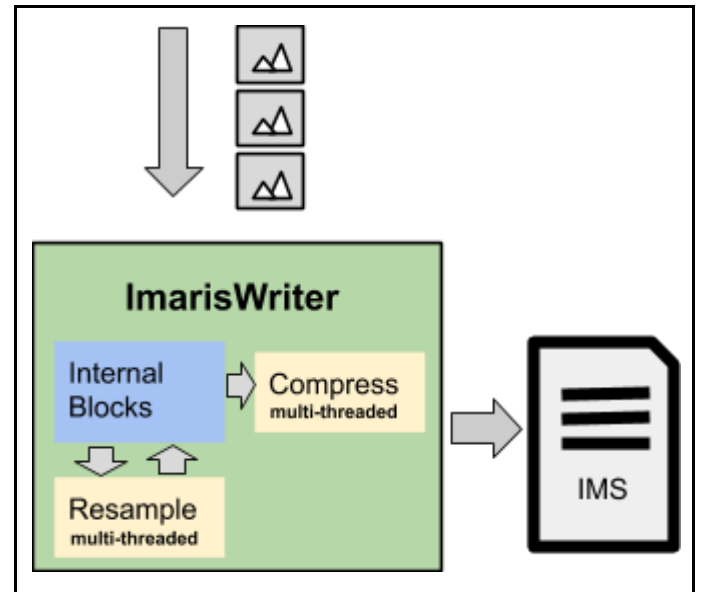 ImarisWriter
Internal
Blocks
Compress
multi-threaded
Resample
multi-threaded
IMS